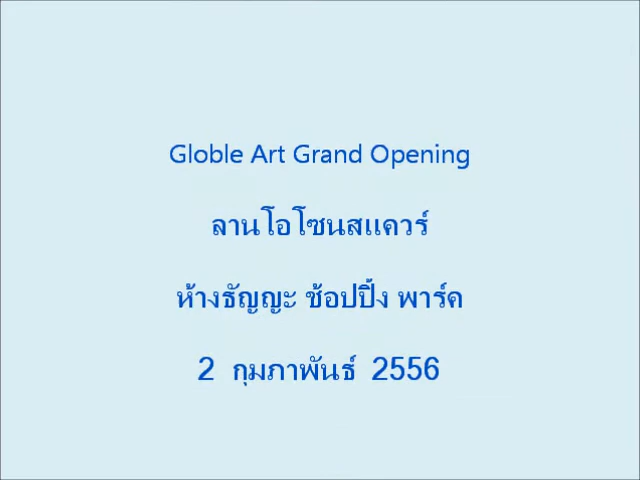 Globle Art Grand Opening
ลานโอโซนสแควร์
ห้างธัญญะ ช้อปปิ้ง พาร์ค
2 กุมภาพันธ์ 2556